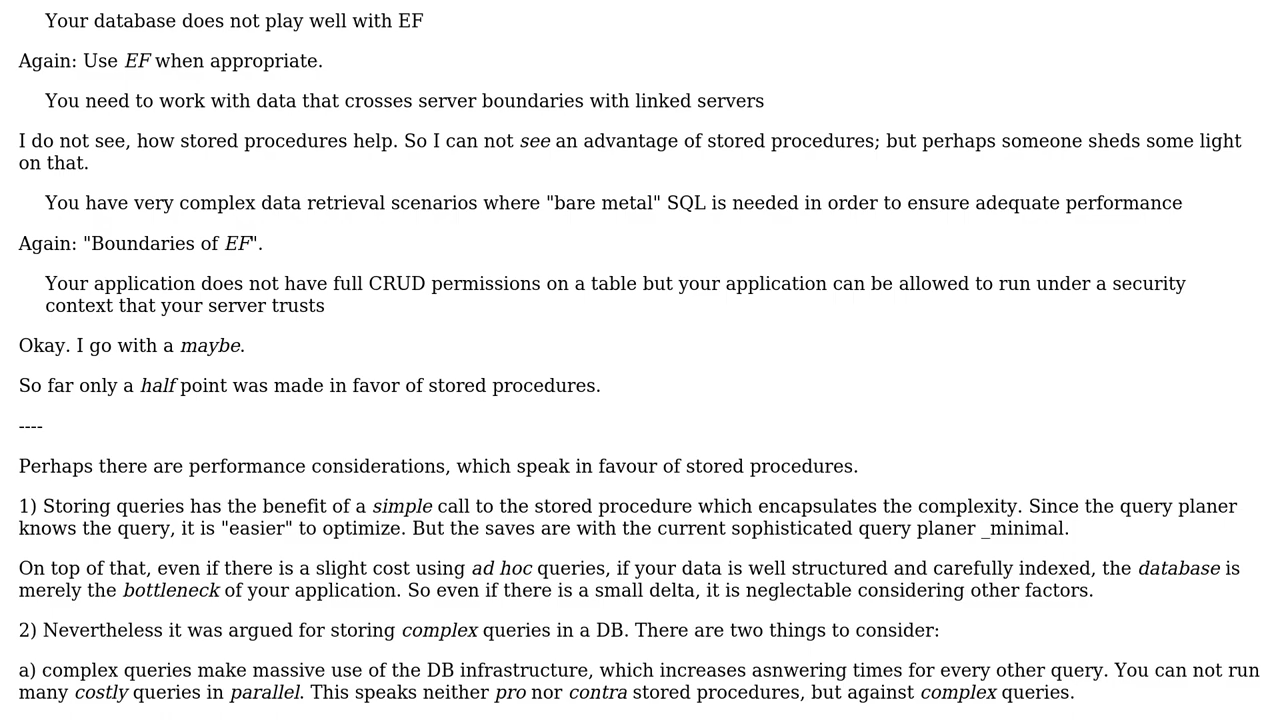 Your database does not play well with EF
Again: Use EF when appropriate.
You need to work with data that crosses server boundaries with linked servers
I do not see, how stored procedures help. So I can not see an advantage of stored procedures; but perhaps someone sheds some light
on that.
You have very complex data retrieval scenarios where "bare metal" SQL is needed in order to ensure adequate performance
Again: "Boundaries of EF".
Your application does not have full CRUD permissions on a table but your application can be allowed to run under a security
context that your server trusts
Okay. I go with a maybe.
So far only a half point was made in favor of stored procedures.
----
Perhaps there are performance considerations, which speak in favour of stored procedures.
1) Storing queries has the benefit of a simple call to the stored procedure which encapsulates the complexity. Since the query planer
knows the query, it is "easier" to optimize. But the saves are with the current sophisticated query planer _minimal.
On top of that, even if there is a slight cost using ad hoc queries, if your data is well structured and carefully indexed, the database is
merely the bottleneck of your application. So even if there is a small delta, it is neglectable considering other factors.
2) Nevertheless it was argued for storing complex queries in a DB. There are two things to consider:
a) complex queries make massive use of the DB infrastructure, which increases asnwering times for every other query. You can not run
many costly queries in parallel. This speaks neither pro nor contra stored procedures, but against complex queries.